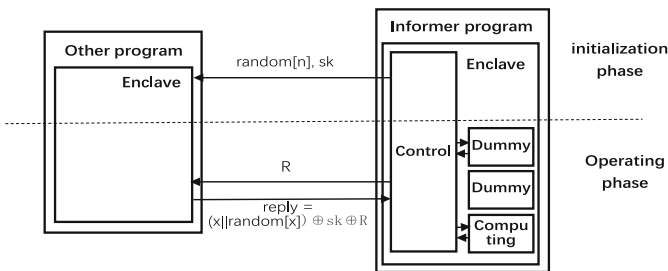 Informer program
Other program
initialization
phase
random[n], sk
Enclave
Enclave
Control
Dummy
Operating
phase
R
Dummy
reply =
(x||random[x]) ⊕sk⊕R
Compu
ting